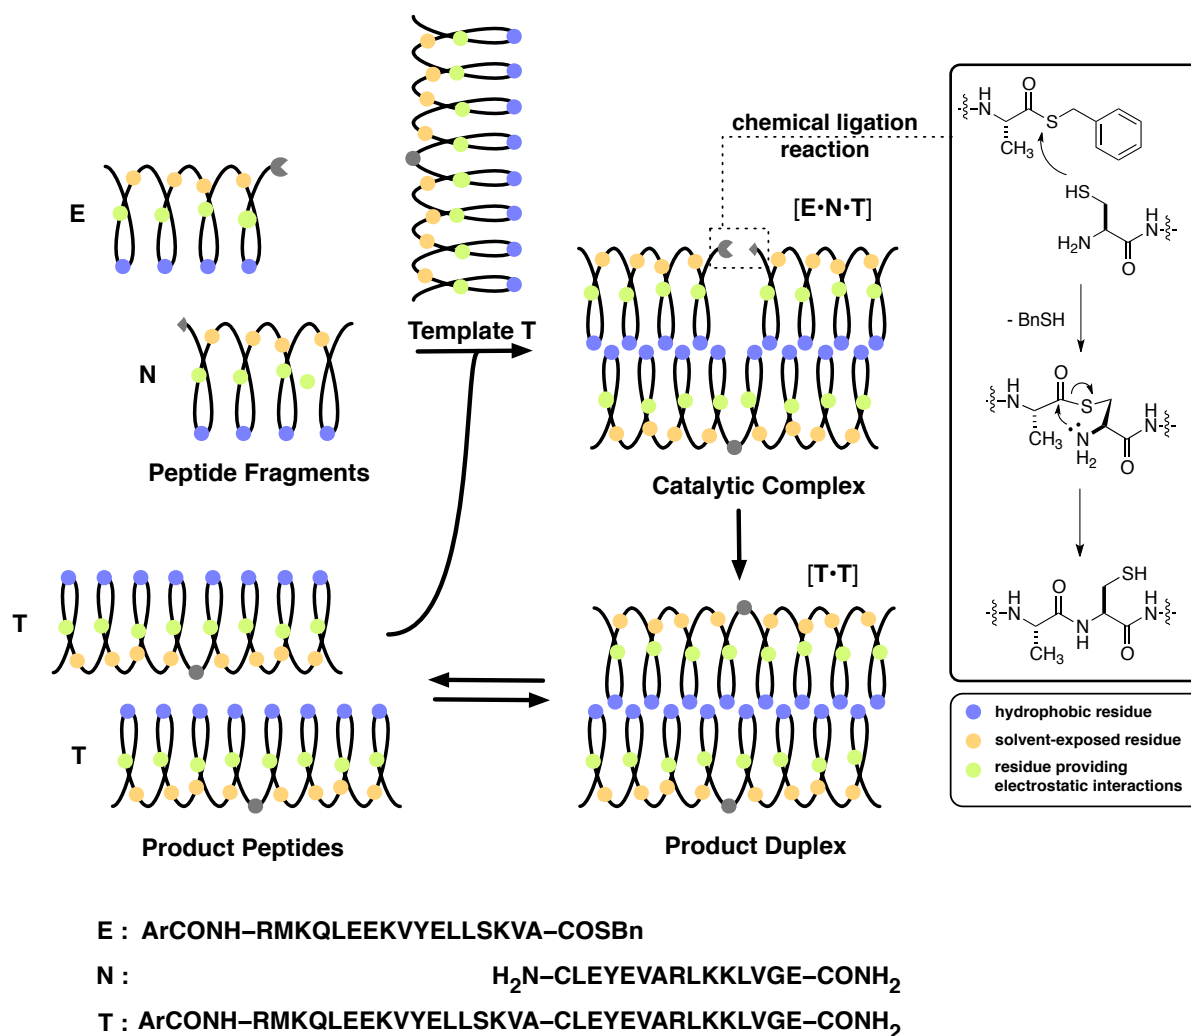 E
N
Peptide Fragments
Template T
chemical ligation
reaction
[E•N•T]
Catalytic Complex
[T•T]
T
T
Product Peptides
Product Duplex
H
N
O
S
CH3
HS
H2N
O
H
N
- BnSH
H
N
O
S
CH3
NH2
O
H
N
H
N
O
CH3
N
H
SH
O
H
N
hydrophobic residue
solvent-exposed residue
residue providing
electrostatic interactions
E : ArCONH–RMKQLEEKVYELLSKVA–COSBn
N : H2N–CLEYEVARLKKLVGE–CONH2
T : ArCONH–RMKQLEEKVYELLSKVA–CLEYEVARLKKLVGE–CONH2